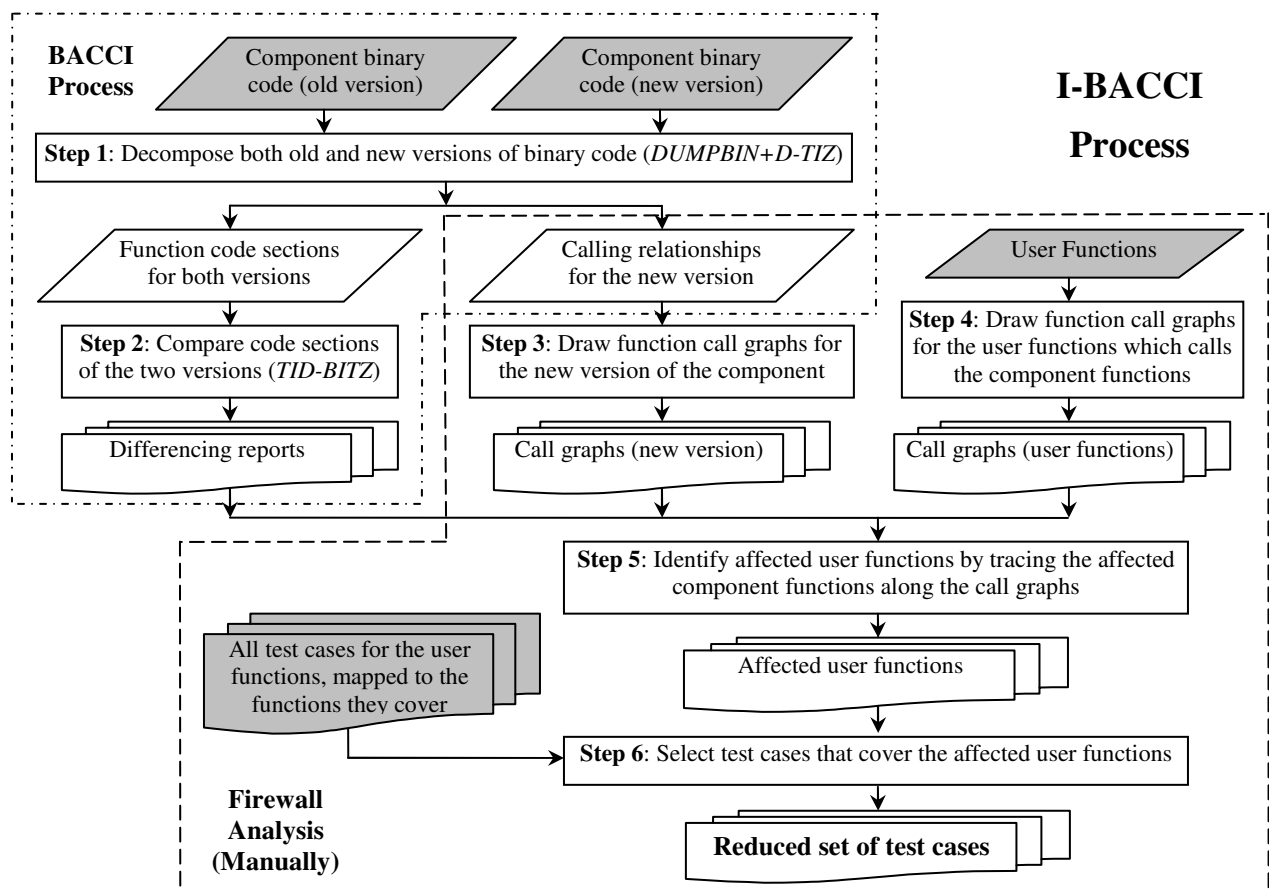 BACCI
Process
Component binary
code (old version)
Component binary
code (new version)
I-BACCI
Process
Step 1: Decompose both old and new versions of binary code (DUMPBIN+D-TIZ)
Function code sections
for both versions
Calling relationships
for the new version
User Functions
Step 2: Compare code sections
of the two versions (TID-BITZ)
Step 3: Draw function call graphs for
the new version of the component
Step 4: Draw function call graphs
for the user functions which calls
the component functions
Differencing reports
Call graphs (new version)
Call graphs (user functions)
Step 5: Identify affected user functions by tracing the affected
component functions along the call graphs
All test cases for the user
functions, mapped to the
functions they cover
Affected user functions
Step 6: Select test cases that cover the affected user functions
Firewall
Analysis
(Manually)
Reduced set of test cases